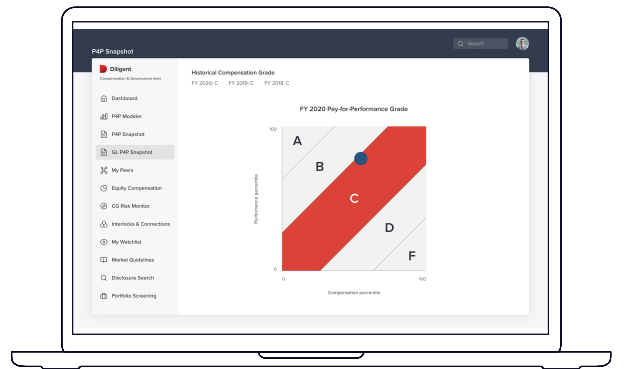 P4P Snapshot
Search
Diligent
Compensation & Governance Intel
Dashboard
P4P Modeler
P4P Snapshot
GL P4P Snapshot
My Peers
Equity Compensation
CG Risk Monitor
Interlocks & Connections
My Watchlist
Market Guidelines
Disclosure Search
Portfolio Screening
Historical Compensation Grade
FY 2020: C FY 2019: C FY 2018: C
FY 2020 Pay-for-Performance Grade
100
A
B
C
D
F
Performance percentile
0
0 100
Compensation percentile